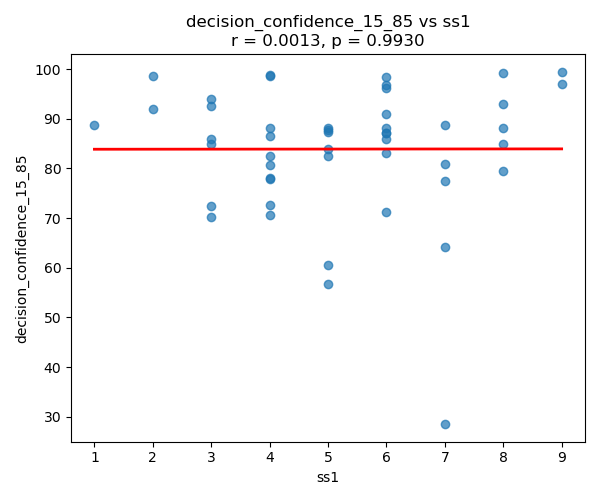 decision_confidence_15_85 vs ss1
r = 0.0013, p = 0.9930
decision_confidence_15_85
100
90
80
70
60
50
40
30
1 2 3 4 5 6 7 8 9
ss1